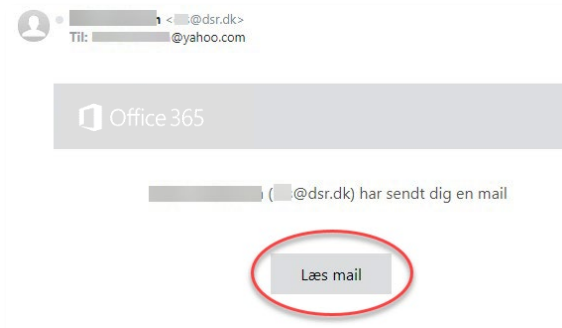 <@dsr.dk>
Til: @yahoo.com
Office 365
(@dsr.dk) har sendt dig en mail
Læs mail